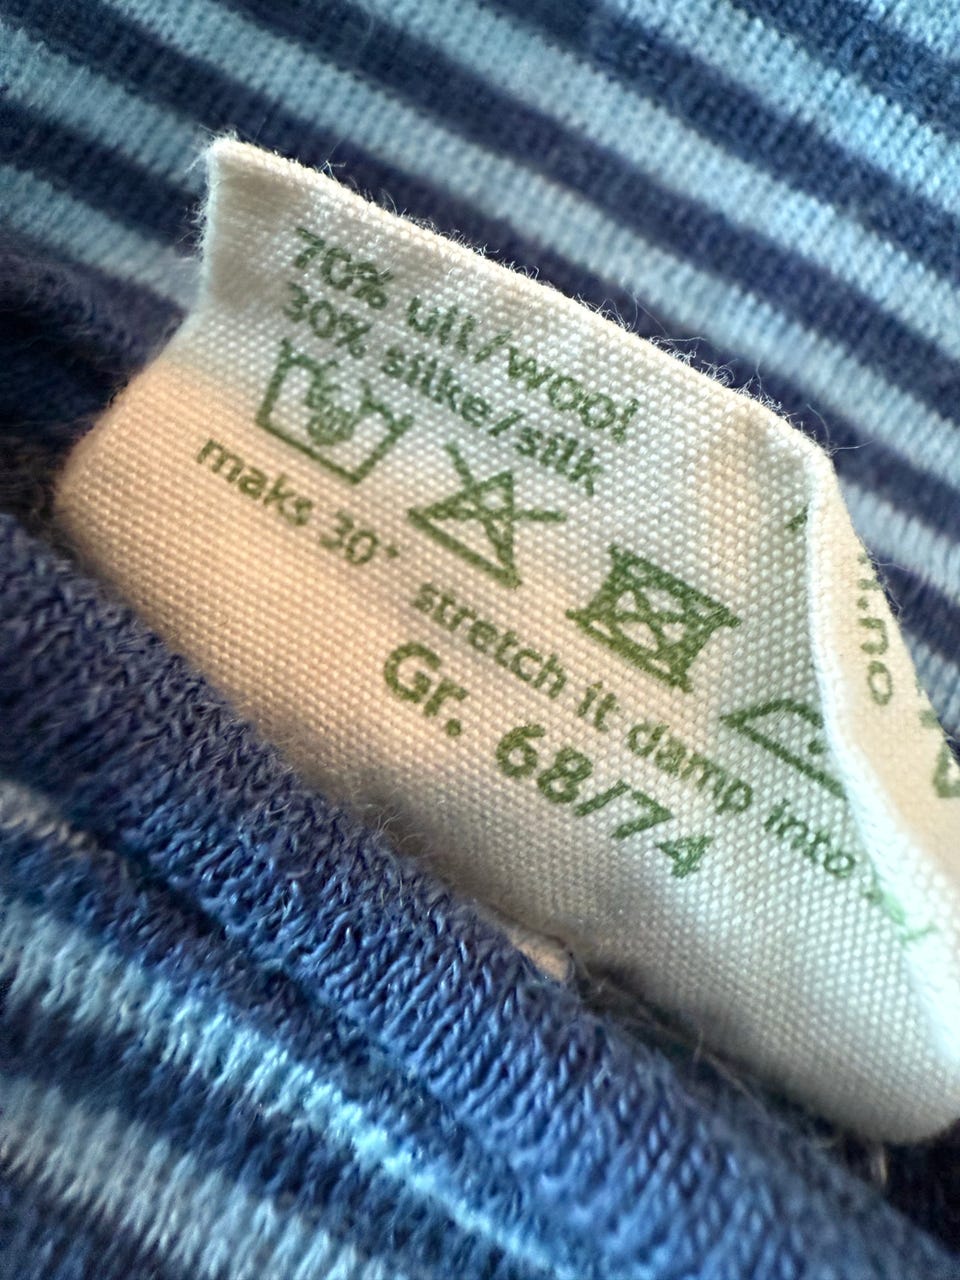 70% ull/wool
30% silke/silk
maks 30°
stretch it damp into
Gr. 68/74